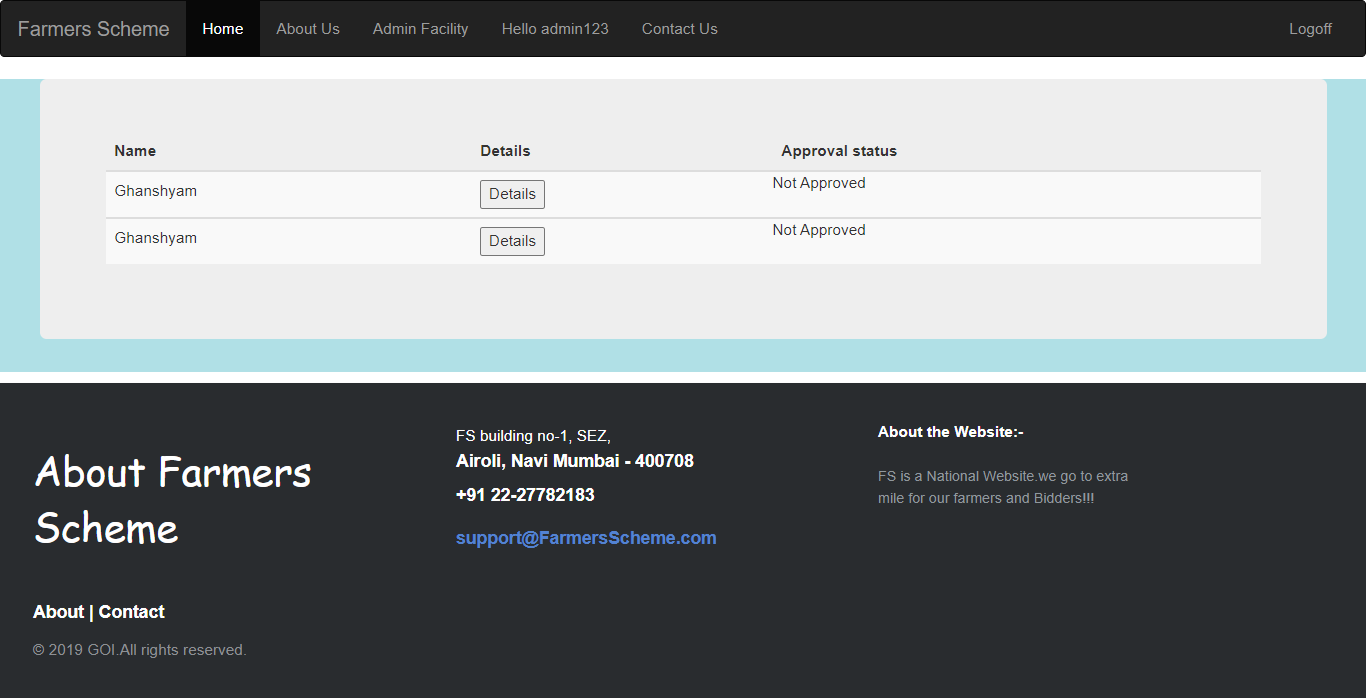 Farmers Scheme Home About Us Admin Facility Hello admin123 Contact Us Logoff
Name Details Approval status
Ghanshyam Details Not Approved
Ghanshyam Details Not Approved
About Farmers
Scheme
About | Contact
© 2019 GOI.All rights reserved.
FS building no-1, SEZ,
Airoli, Navi Mumbai - 400708
+91 22-27782183
support@FarmersScheme.com
About the Website:-
FS is a National Website.we go to extra
mile for our farmers and Bidders!!!